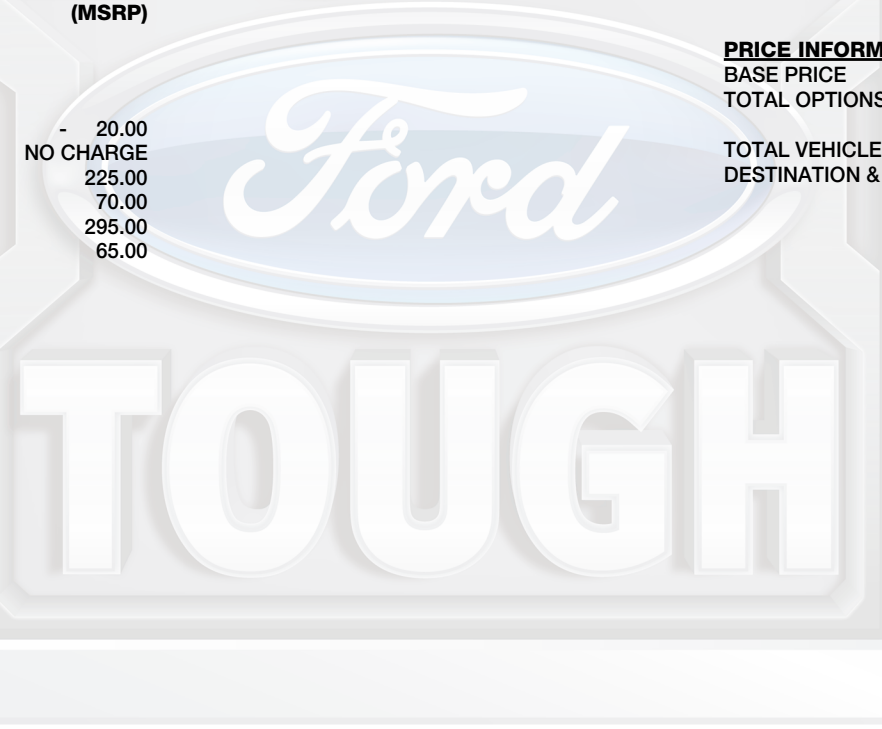 (MSRP)
- 20.00
NO CHARGE
225.00
70.00
295.00
65.00
PRICE INFORM
BASE PRICE
TOTAL OPTIONS
TOTAL VEHICLE
DESTINATION &
Ford
TOUGH